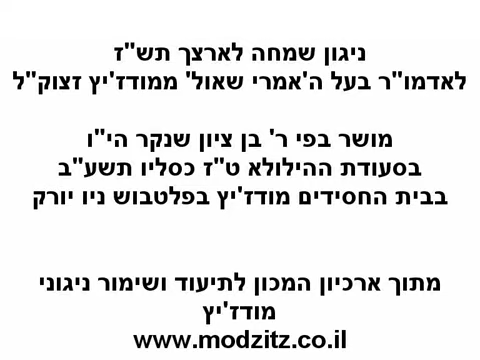 ניגון שמחה לארצך תש"ז
לאדמו"ר בעל ה'אמרי שאול' ממודז'יץ זצוק"ל
מושר בפי ר' בן ציון שנקר הי"ו
בסעודת ההילולא ט"ז כסליו תשע"ב
בבית החסידים מודז'יץ בפלטבוש ניו יורק
מתוך ארכיון המכון לתיעוד ושימור ניגוני
מודז'יץ
www.modzitz.co.il